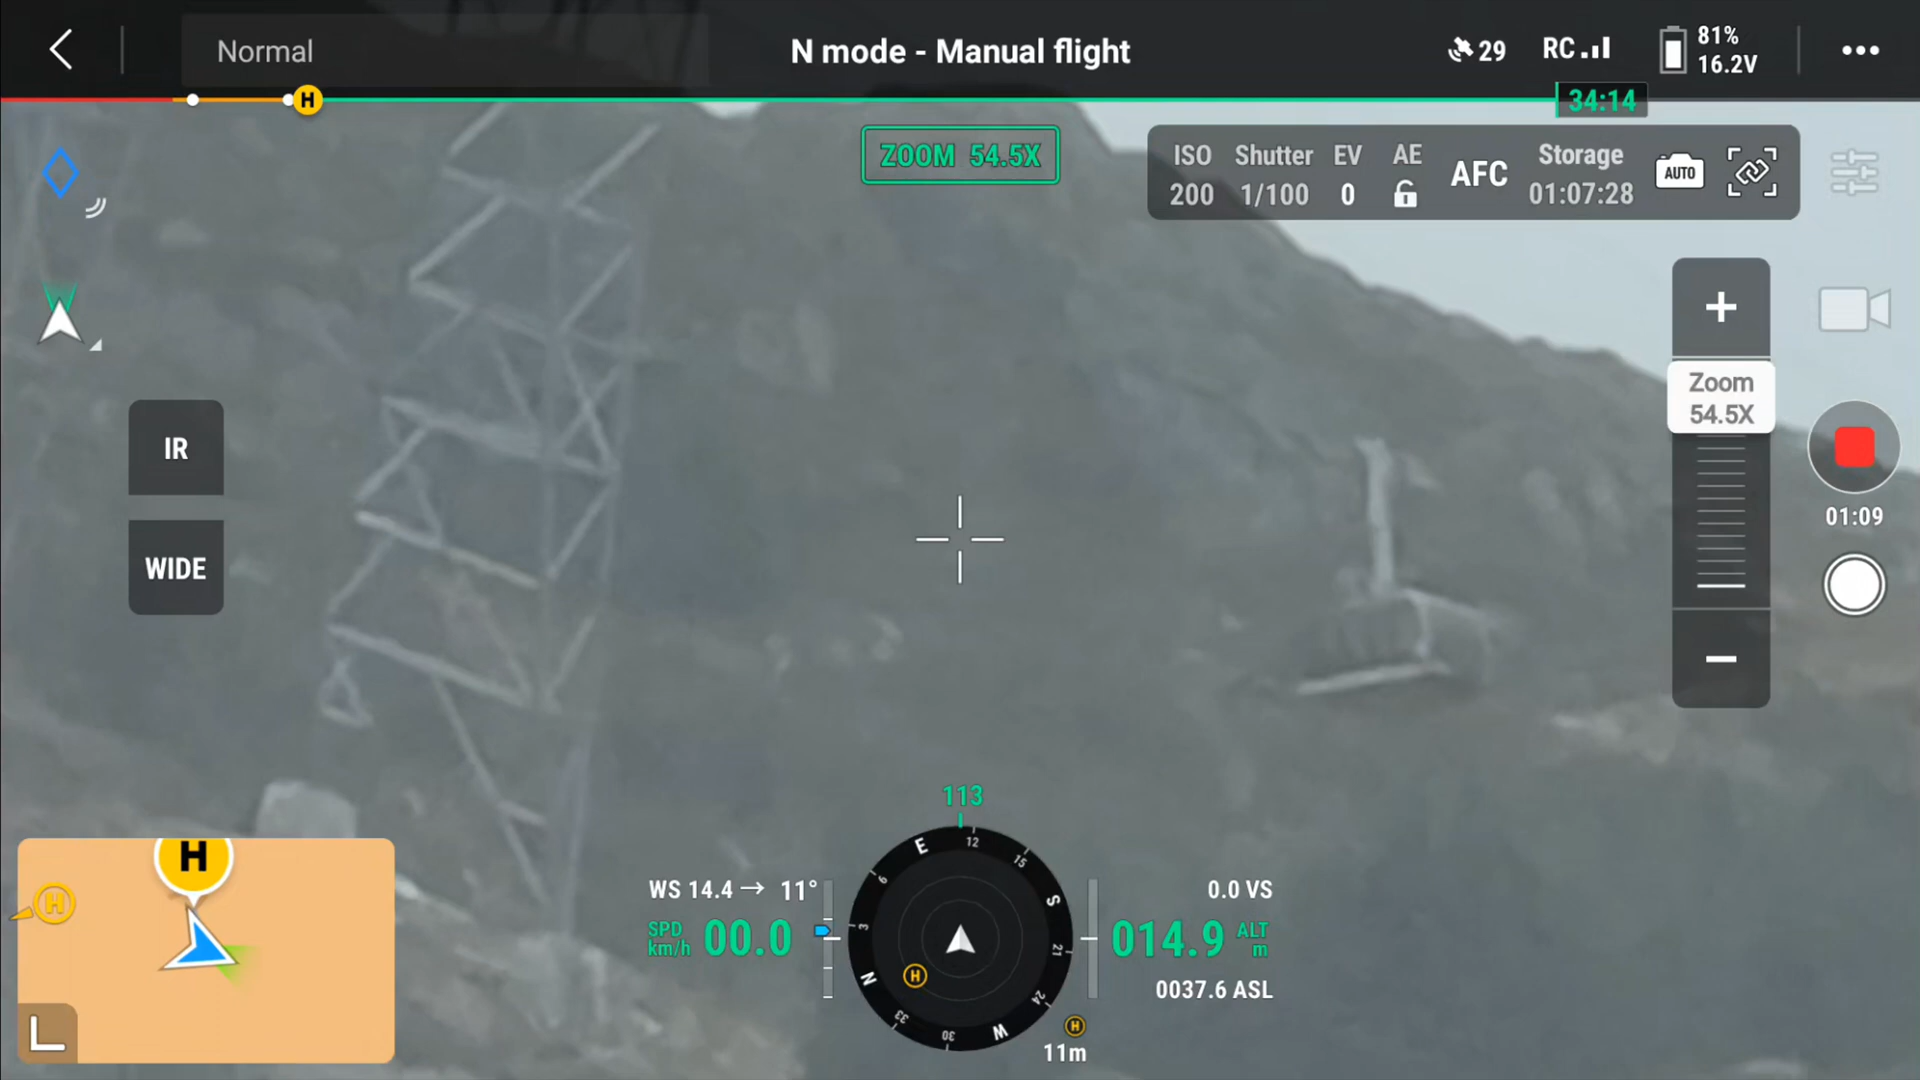 Normal
N mode - Manual flight
29
RC
81%
16.2V
H
34:14
ZOOM 54.5X
ISO
200
Shutter
1/100
EV
0
AE
AFC
Storage
01:07:28
AUTO
Zoom
54.5X
IR
WIDE
01:09
H
H
L
113
E
12
15
S
21
24
W
30
33
N
3
6
H
WS 14.4 → 11°
SPD
km/h
00.0
0.0 VS
014.9
ALT
m
0037.6 ASL
H
11m